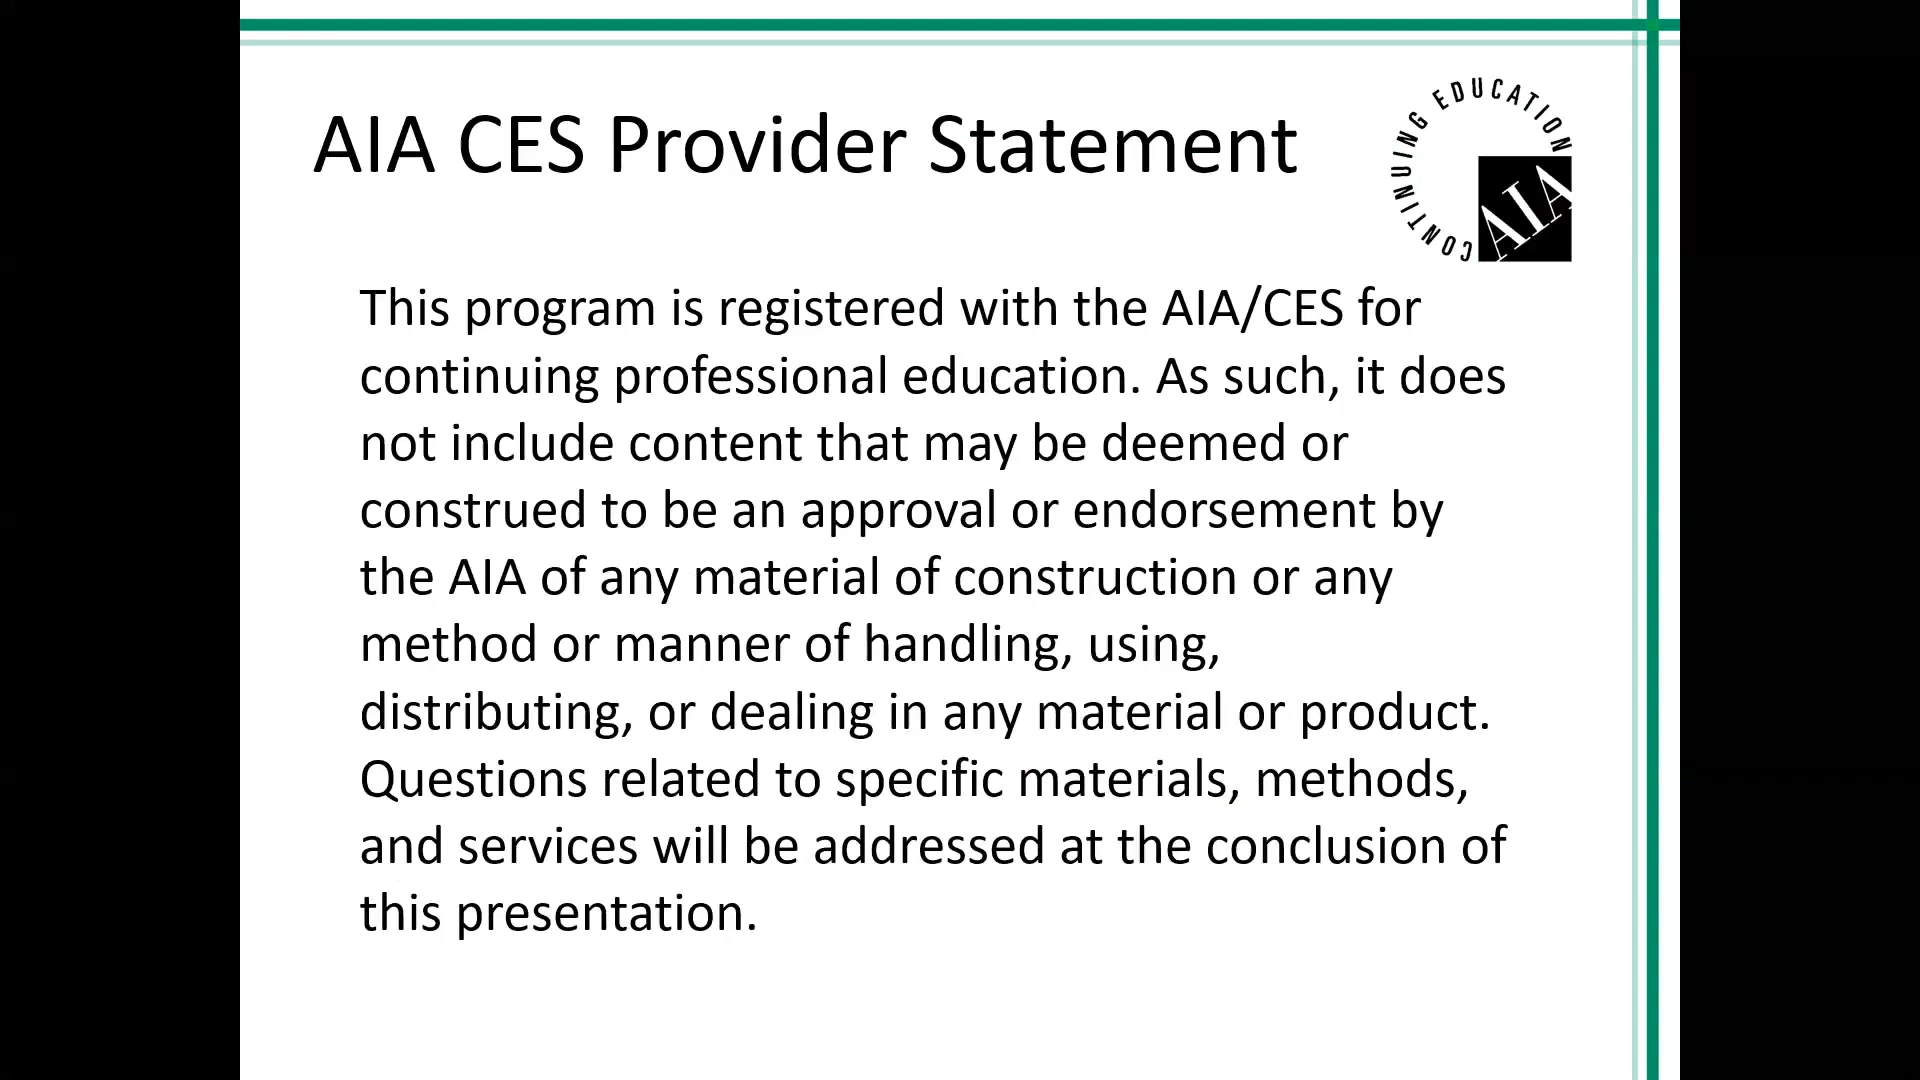 AIA CES Provider Statement
CONTINUING EDUCATION
AIA
This program is registered with the AIA/CES for
continuing professional education. As such, it does
not include content that may be deemed or
construed to be an approval or endorsement by
the AIA of any material of construction or any
method or manner of handling, using,
distributing, or dealing in any material or product.
Questions related to specific materials, methods,
and services will be addressed at the conclusion of
this presentation.